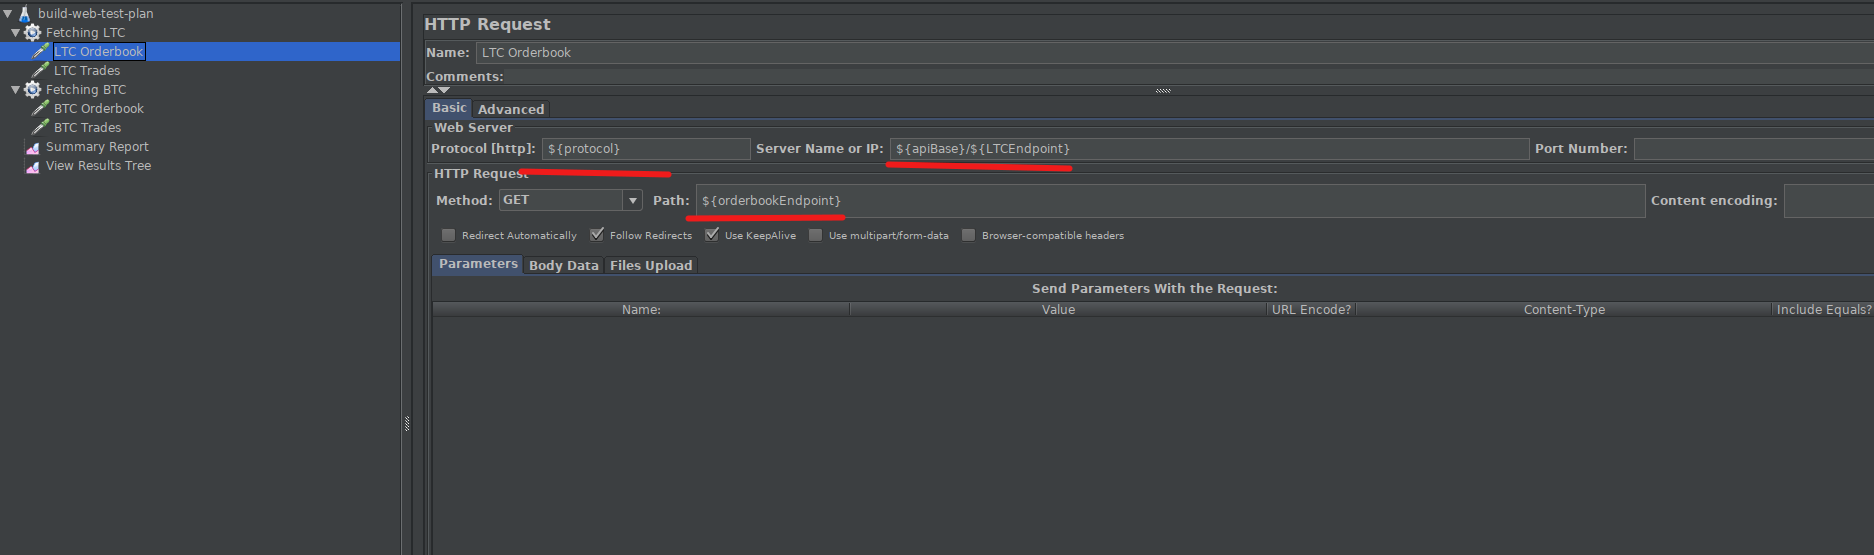 build-web-test-plan
Fetching LTC
LTC Orderbook
LTC Trades
Fetching BTC
BTC Orderbook
BTC Trades
Summary Report
View Results Tree
HTTP Request
Name: LTC Orderbook
Comments:
Basic Advanced
Web Server
Protocol [http]: ${protocol} Server Name or IP: ${apiBase}/${LTCEndpoint} Port Number:
HTTP Request
Method: GET Path: ${orderbookEndpoint} Content encoding:
Redirect Automatically Follow Redirects Use KeepAlive Use multipart/form-data Browser-compatible headers
Parameters Body Data Files Upload
Send Parameters With the Request:
Name: Value URL Encode? Content-Type Include Equals?